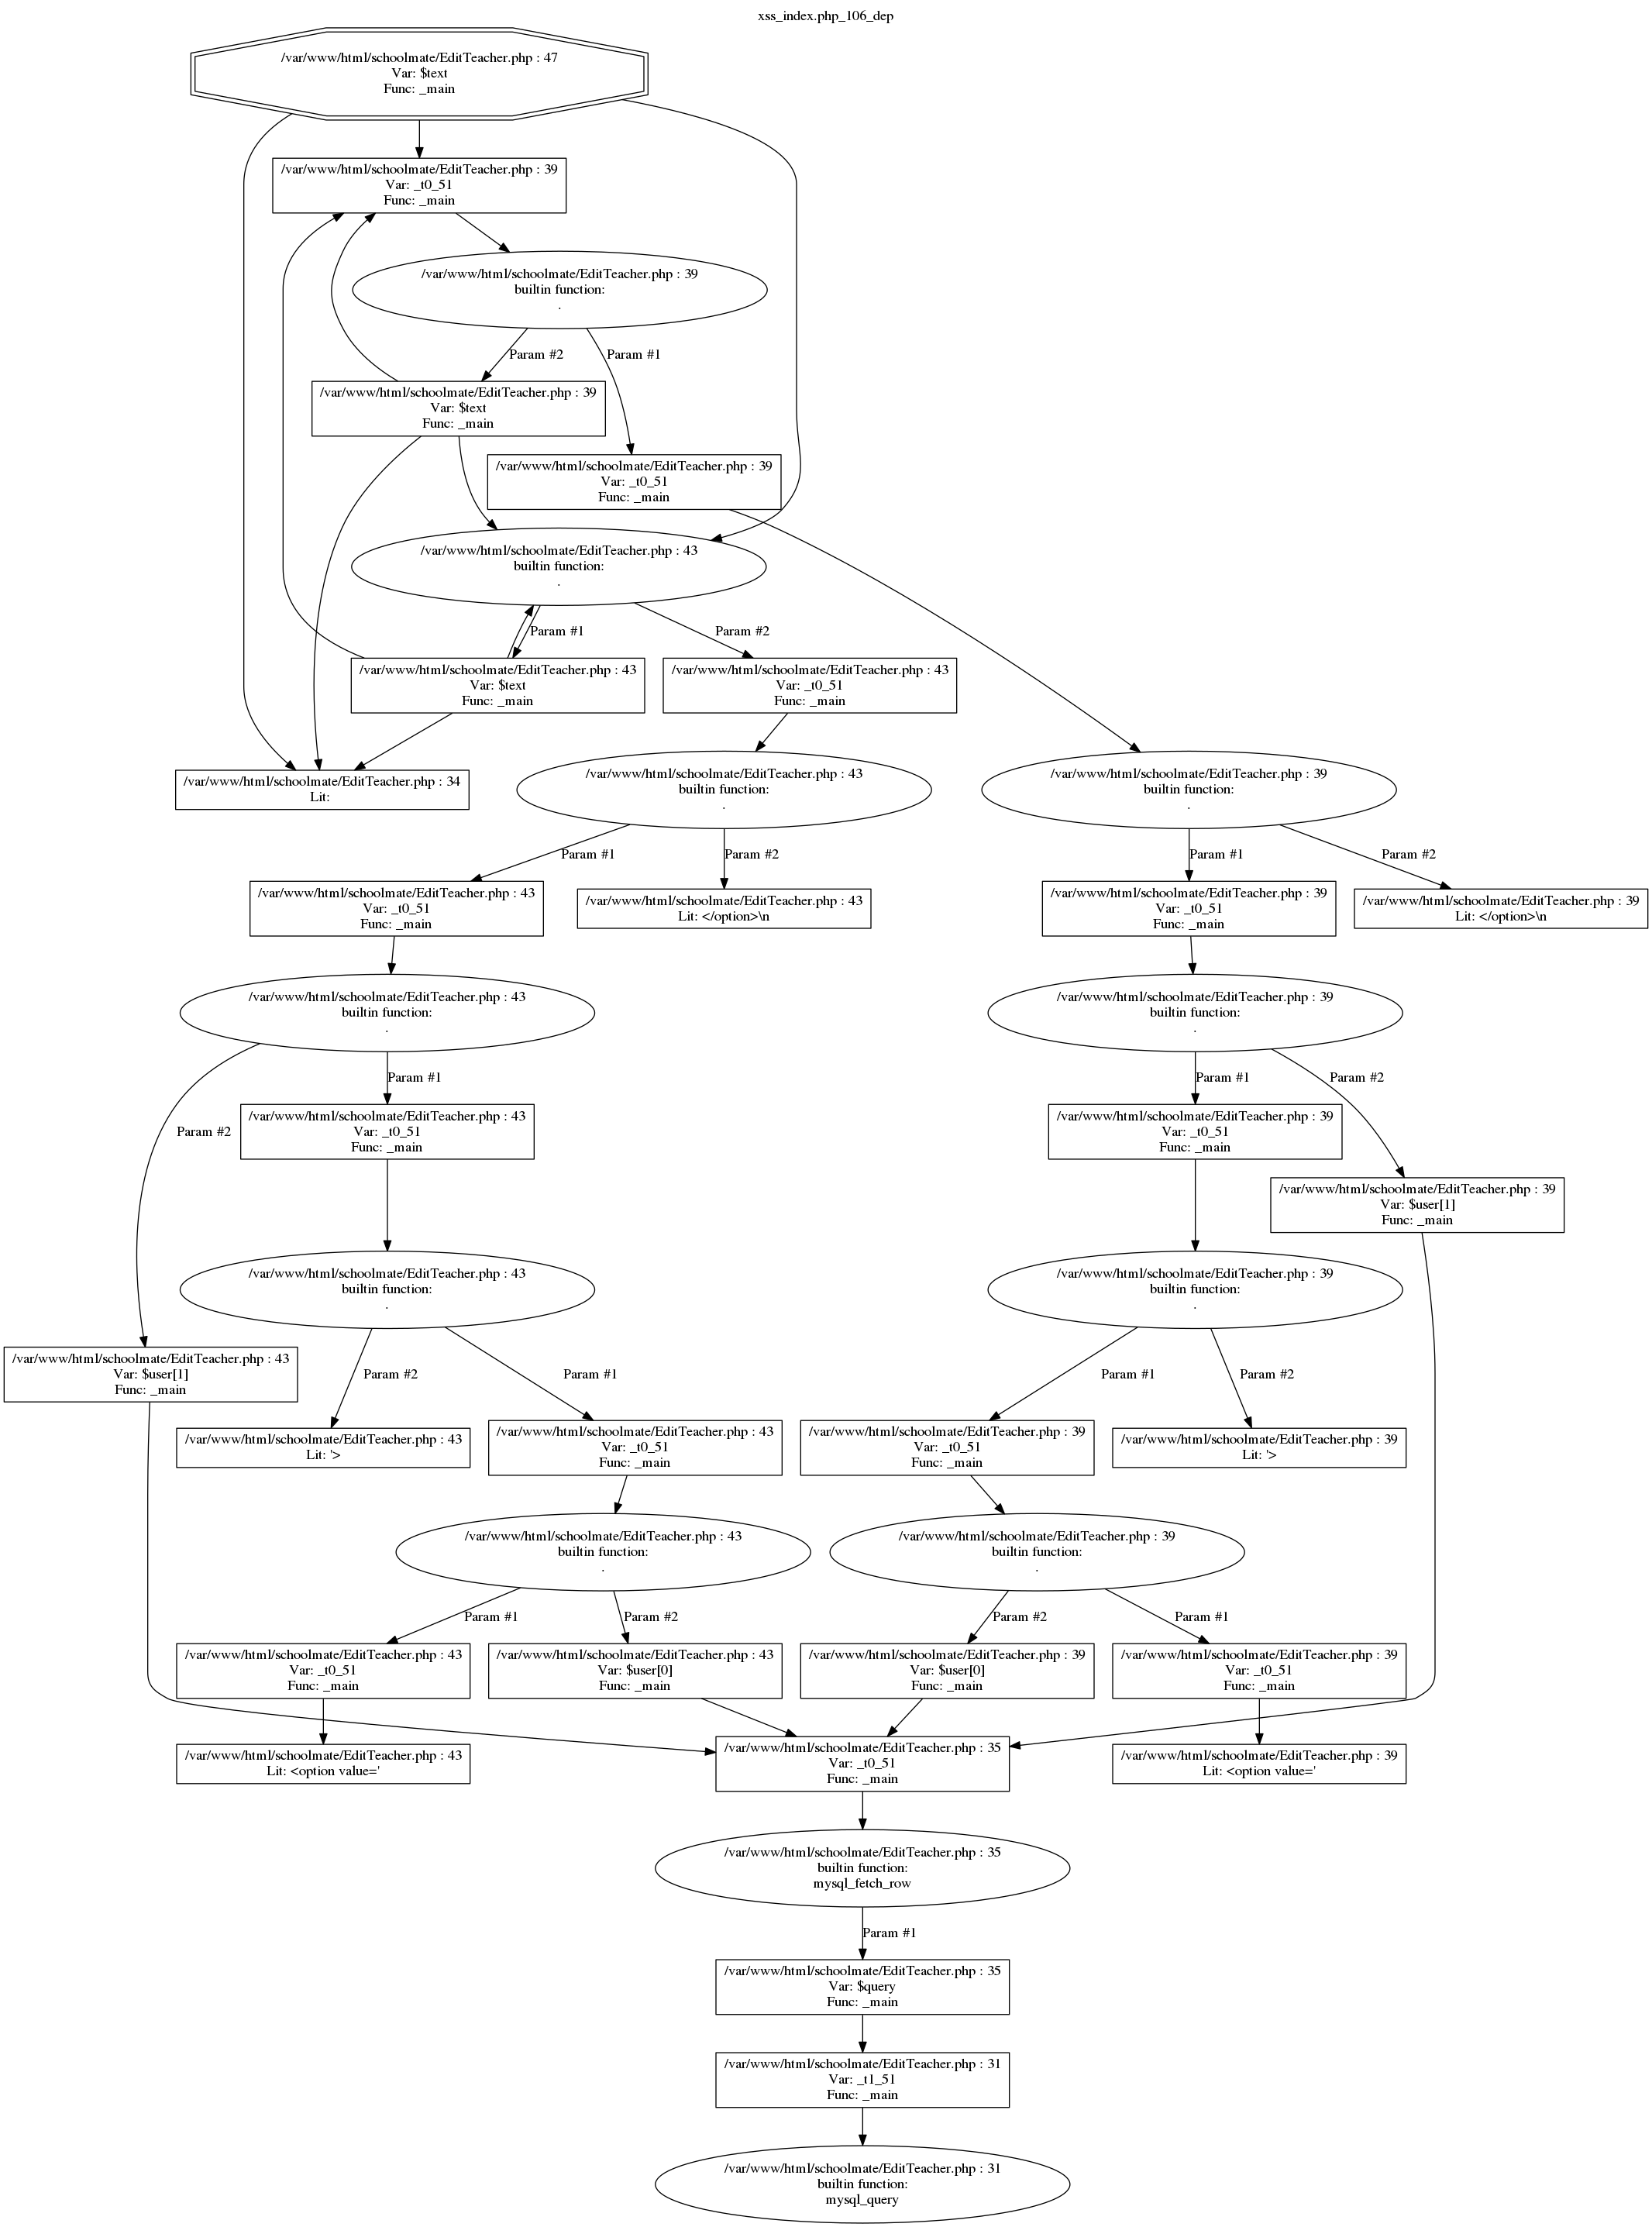 xss_index.php_106_dep
/var/www/html/schoolmate/EditTeacher.php : 47
Var: $text
Func: _main
/var/www/html/schoolmate/EditTeacher.php : 39
Var: _t0_51
Func: _main
/var/www/html/schoolmate/EditTeacher.php : 39
builtin function:
.
Param #2
Param #1
/var/www/html/schoolmate/EditTeacher.php : 39
Var: $text
Func: _main
/var/www/html/schoolmate/EditTeacher.php : 39
Var: _t0_51
Func: _main
/var/www/html/schoolmate/EditTeacher.php : 43
builtin function:
.
Param #1
Param #2
/var/www/html/schoolmate/EditTeacher.php : 43
Var: $text
Func: _main
/var/www/html/schoolmate/EditTeacher.php : 43
Var: _t0_51
Func: _main
/var/www/html/schoolmate/EditTeacher.php : 34
Lit:
/var/www/html/schoolmate/EditTeacher.php : 43
builtin function:
.
/var/www/html/schoolmate/EditTeacher.php : 39
builtin function:
.
Param #1
Param #2
Param #1
Param #2
/var/www/html/schoolmate/EditTeacher.php : 43
Var: _t0_51
Func: _main
/var/www/html/schoolmate/EditTeacher.php : 43
Lit: </option>\n
/var/www/html/schoolmate/EditTeacher.php : 39
Var: _t0_51
Func: _main
/var/www/html/schoolmate/EditTeacher.php : 39
Lit: </option>\n
/var/www/html/schoolmate/EditTeacher.php : 43
builtin function:
.
/var/www/html/schoolmate/EditTeacher.php : 39
builtin function:
.
Param #1
Param #1
Param #2
Param #2
/var/www/html/schoolmate/EditTeacher.php : 43
Var: _t0_51
Func: _main
/var/www/html/schoolmate/EditTeacher.php : 39
Var: _t0_51
Func: _main
/var/www/html/schoolmate/EditTeacher.php : 39
Var: $user[1]
Func: _main
/var/www/html/schoolmate/EditTeacher.php : 43
builtin function:
.
/var/www/html/schoolmate/EditTeacher.php : 39
builtin function:
.
/var/www/html/schoolmate/EditTeacher.php : 43
Var: $user[1]
Func: _main
Param #2
Param #1
Param #1
Param #2
/var/www/html/schoolmate/EditTeacher.php : 43
Lit: '>
/var/www/html/schoolmate/EditTeacher.php : 43
Var: _t0_51
Func: _main
/var/www/html/schoolmate/EditTeacher.php : 39
Var: _t0_51
Func: _main
/var/www/html/schoolmate/EditTeacher.php : 39
Lit: '>
/var/www/html/schoolmate/EditTeacher.php : 43
builtin function:
.
/var/www/html/schoolmate/EditTeacher.php : 39
builtin function:
.
Param #1
Param #2
Param #2
Param #1
/var/www/html/schoolmate/EditTeacher.php : 43
Var: _t0_51
Func: _main
/var/www/html/schoolmate/EditTeacher.php : 43
Var: $user[0]
Func: _main
/var/www/html/schoolmate/EditTeacher.php : 39
Var: $user[0]
Func: _main
/var/www/html/schoolmate/EditTeacher.php : 39
Var: _t0_51
Func: _main
/var/www/html/schoolmate/EditTeacher.php : 43
Lit: <option value='
/var/www/html/schoolmate/EditTeacher.php : 35
Var: _t0_51
Func: _main
/var/www/html/schoolmate/EditTeacher.php : 39
Lit: <option value='
/var/www/html/schoolmate/EditTeacher.php : 35
builtin function:
mysql_fetch_row
Param #1
/var/www/html/schoolmate/EditTeacher.php : 35
Var: $query
Func: _main
/var/www/html/schoolmate/EditTeacher.php : 31
Var: _t1_51
Func: _main
/var/www/html/schoolmate/EditTeacher.php : 31
builtin function:
mysql_query